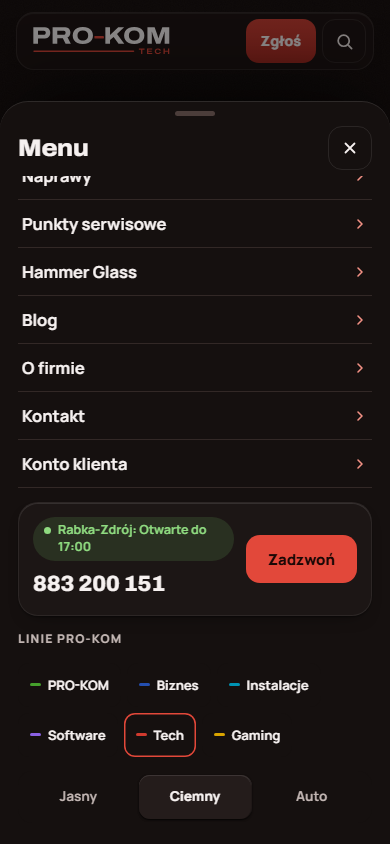 PRO-KOM
TECH
Zgłoś
Menu
Naprawy
Punkty serwisowe
Hammer Glass
Blog
O firmie
Kontakt
Konto klienta
Rabka-Zdrój: Otwarte do
17:00
883 200 151
Zadzwoń
LINIE PRO-KOM
PRO-KOM
Biznes
Instalacje
Software
Tech
Gaming
Jasny
Ciemny
Auto